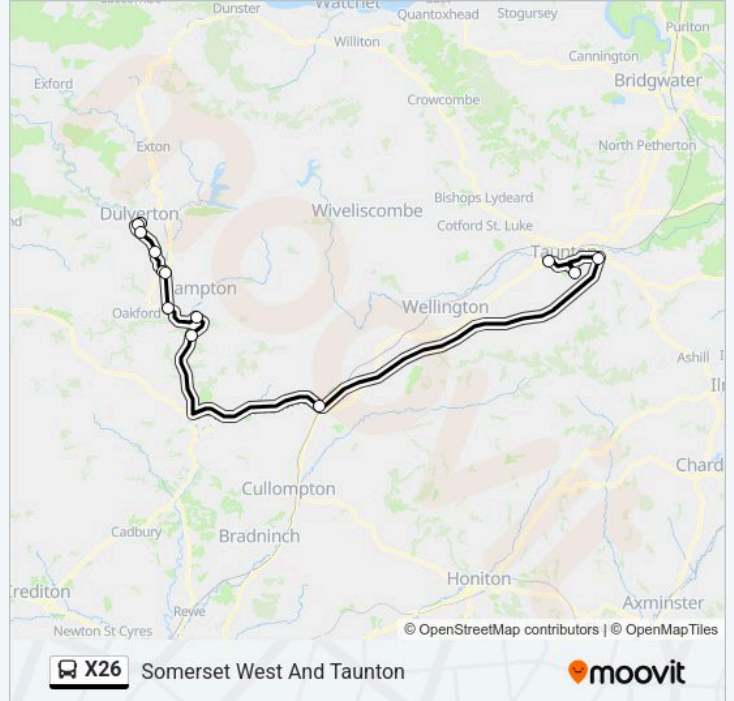 Dunster
Watchet
Quantoxhead
Stogursey
Puriton
Williton
Cannington
Exford
Bridgwater
Crowcombe
Exton
North Petherton
Bishops Lydeard
Dulverton
Wiveliscombe
Cotford St. Luke
nd
Taunton
ampton
Wellington
Oakford
Ashill
I
Ilr
Chard
Cullompton
Cadbury
Bradninch
Honiton
rediton
Axminster
Rewe
Newton St Cyres
© OpenStreetMap contributors | © OpenMapTiles
X26 Somerset West And Taunton
moovit